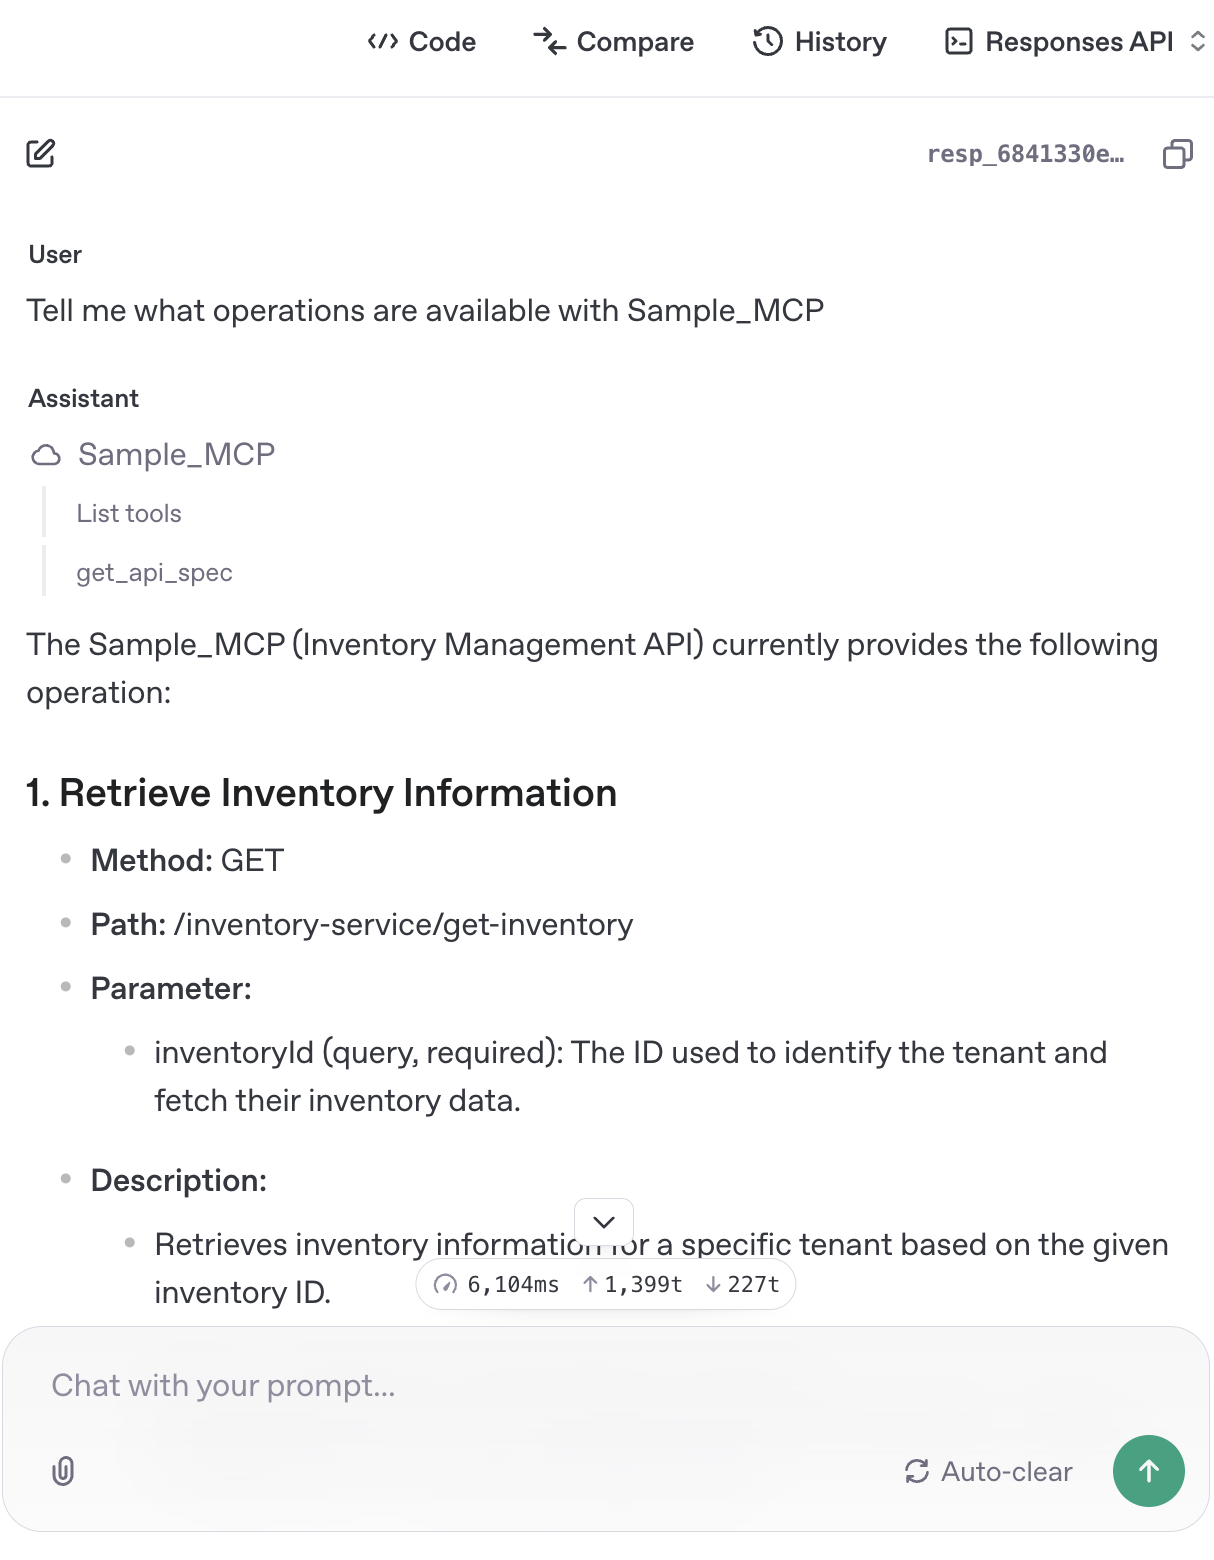 Code Compare History Responses API
resp_6841330e…
User
Tell me what operations are available with Sample_MCP
Assistant
Sample_MCP
List tools
get_api_spec
The Sample_MCP (Inventory Management API) currently provides the following
operation:
1. Retrieve Inventory Information
• Method: GET
• Path: /inventory-service/get-inventory
• Parameter:
• inventoryId (query, required): The ID used to identify the tenant and
fetch their inventory data.
• Description:
• Retrieves inventory information for a specific tenant based on the given
inventory ID.
6,104ms ↑1,399t ↓227t
Chat with your prompt...
Auto-clear